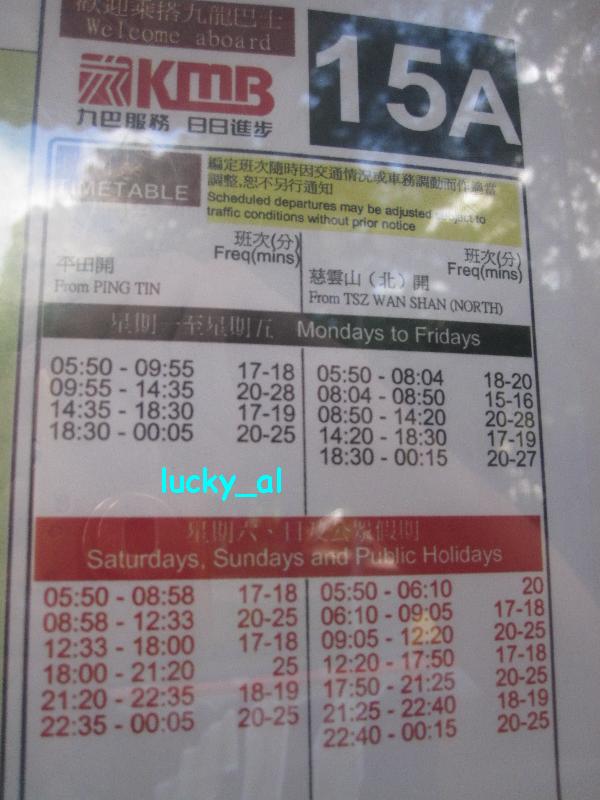 歡迎乘搭九龍巴士
Welcome aboard
KMB
九巴服務 日日進步
15A
TIMETABLE
編定班次隨時因交通情況或車務調動而作適當
調整,恕不另行通知
Scheduled departures may be adjusted subject to
traffic conditions without prior notice
平田開
From PING TIN
班次(分)
Freq(mins)
慈雲山（北）開
From TSZ WAN SHAN (NORTH)
班次(分)
Freq(mins)
星期一至星期五 Mondays to Fridays
05:50 - 09:55 17-18
09:55 - 14:35 20-28
14:35 - 18:30 17-19
18:30 - 00:05 20-25
05:50 - 08:04 18-20
08:04 - 08:50 15-16
08:50 - 14:20 20-28
14:20 - 18:30 17-19
18:30 - 00:15 20-27
lucky_al
星期六、日及公眾假期
Saturdays, Sundays and Public Holidays
05:50 - 08:58 17-18
08:58 - 12:33 20-25
12:33 - 18:00 17-18
18:00 - 21:20 25
21:20 - 22:35 18-19
22:35 - 00:05 20-25
05:50 - 06:10 20
06:10 - 09:05 17-18
09:05 - 12:20 20-25
12:20 - 17:50 17-18
17:50 - 21:25 20-25
21:25 - 22:40 18-19
22:40 - 00:15 20-25